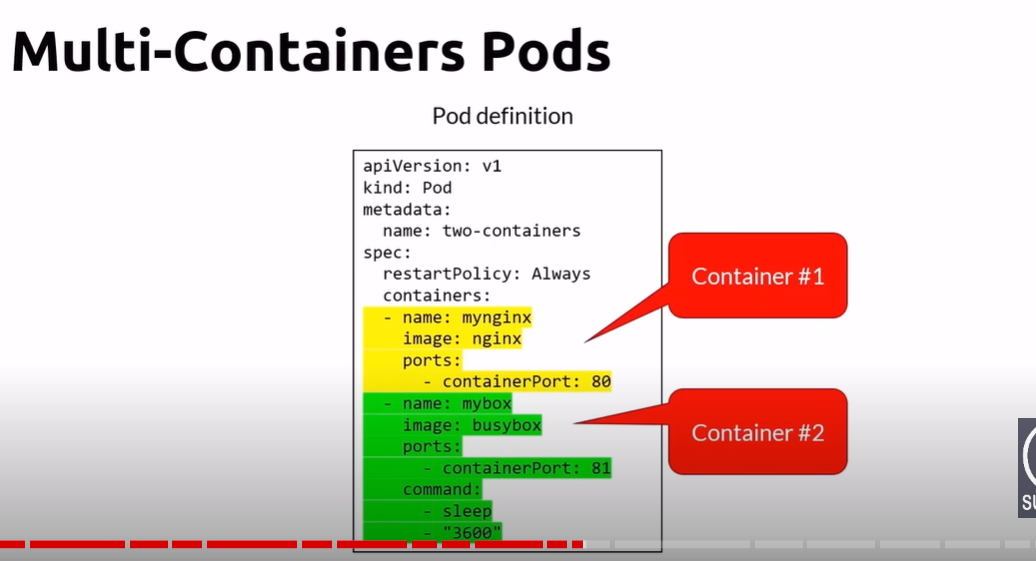 Multi-Containers Pods
Pod definition
apiVersion: v1
kind: Pod
metadata:
  name: two-containers
spec:
  restartPolicy: Always
  containers:
  - name: mynginx
    image: nginx
    ports:
      - containerPort: 80
  - name: mybox
    image: busybox
    ports:
      - containerPort: 81
    command:
      - sleep
      - "3600"
Container #1
Container #2